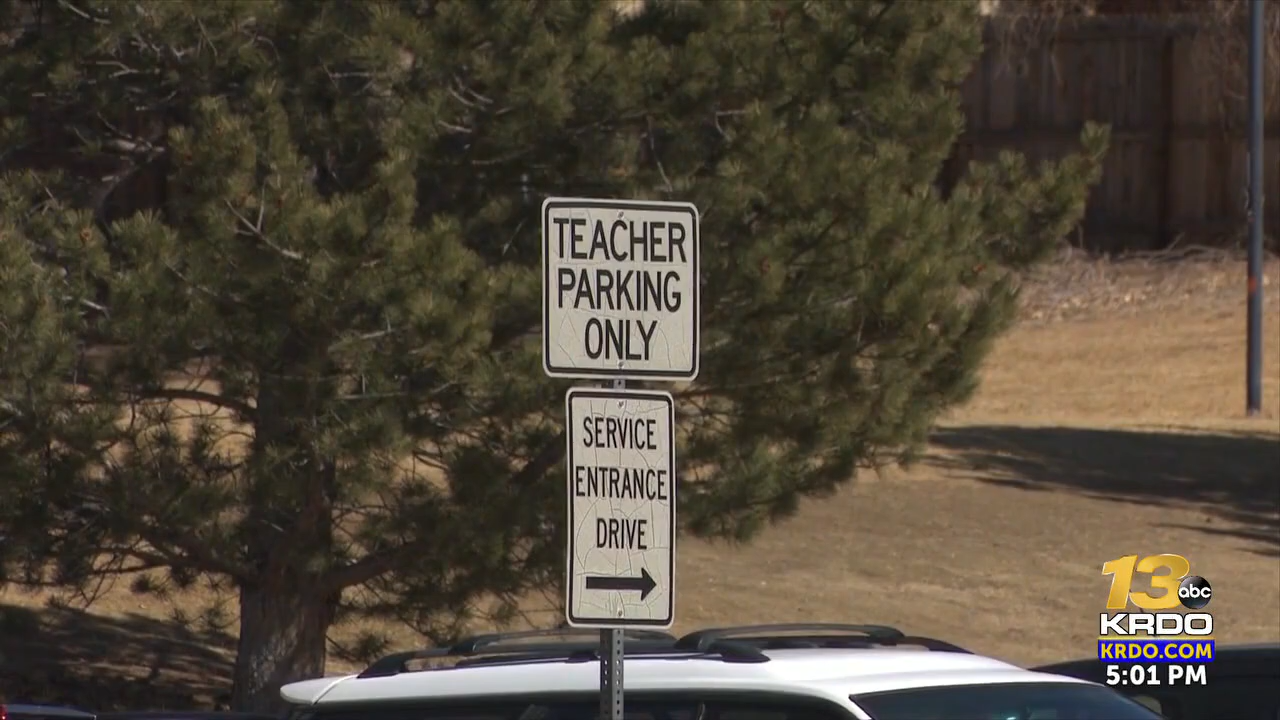 TEACHER
PARKING
ONLY
SERVICE
ENTRANCE
DRIVE
13 abc
KRDO
KRDO.COM
5:01 PM